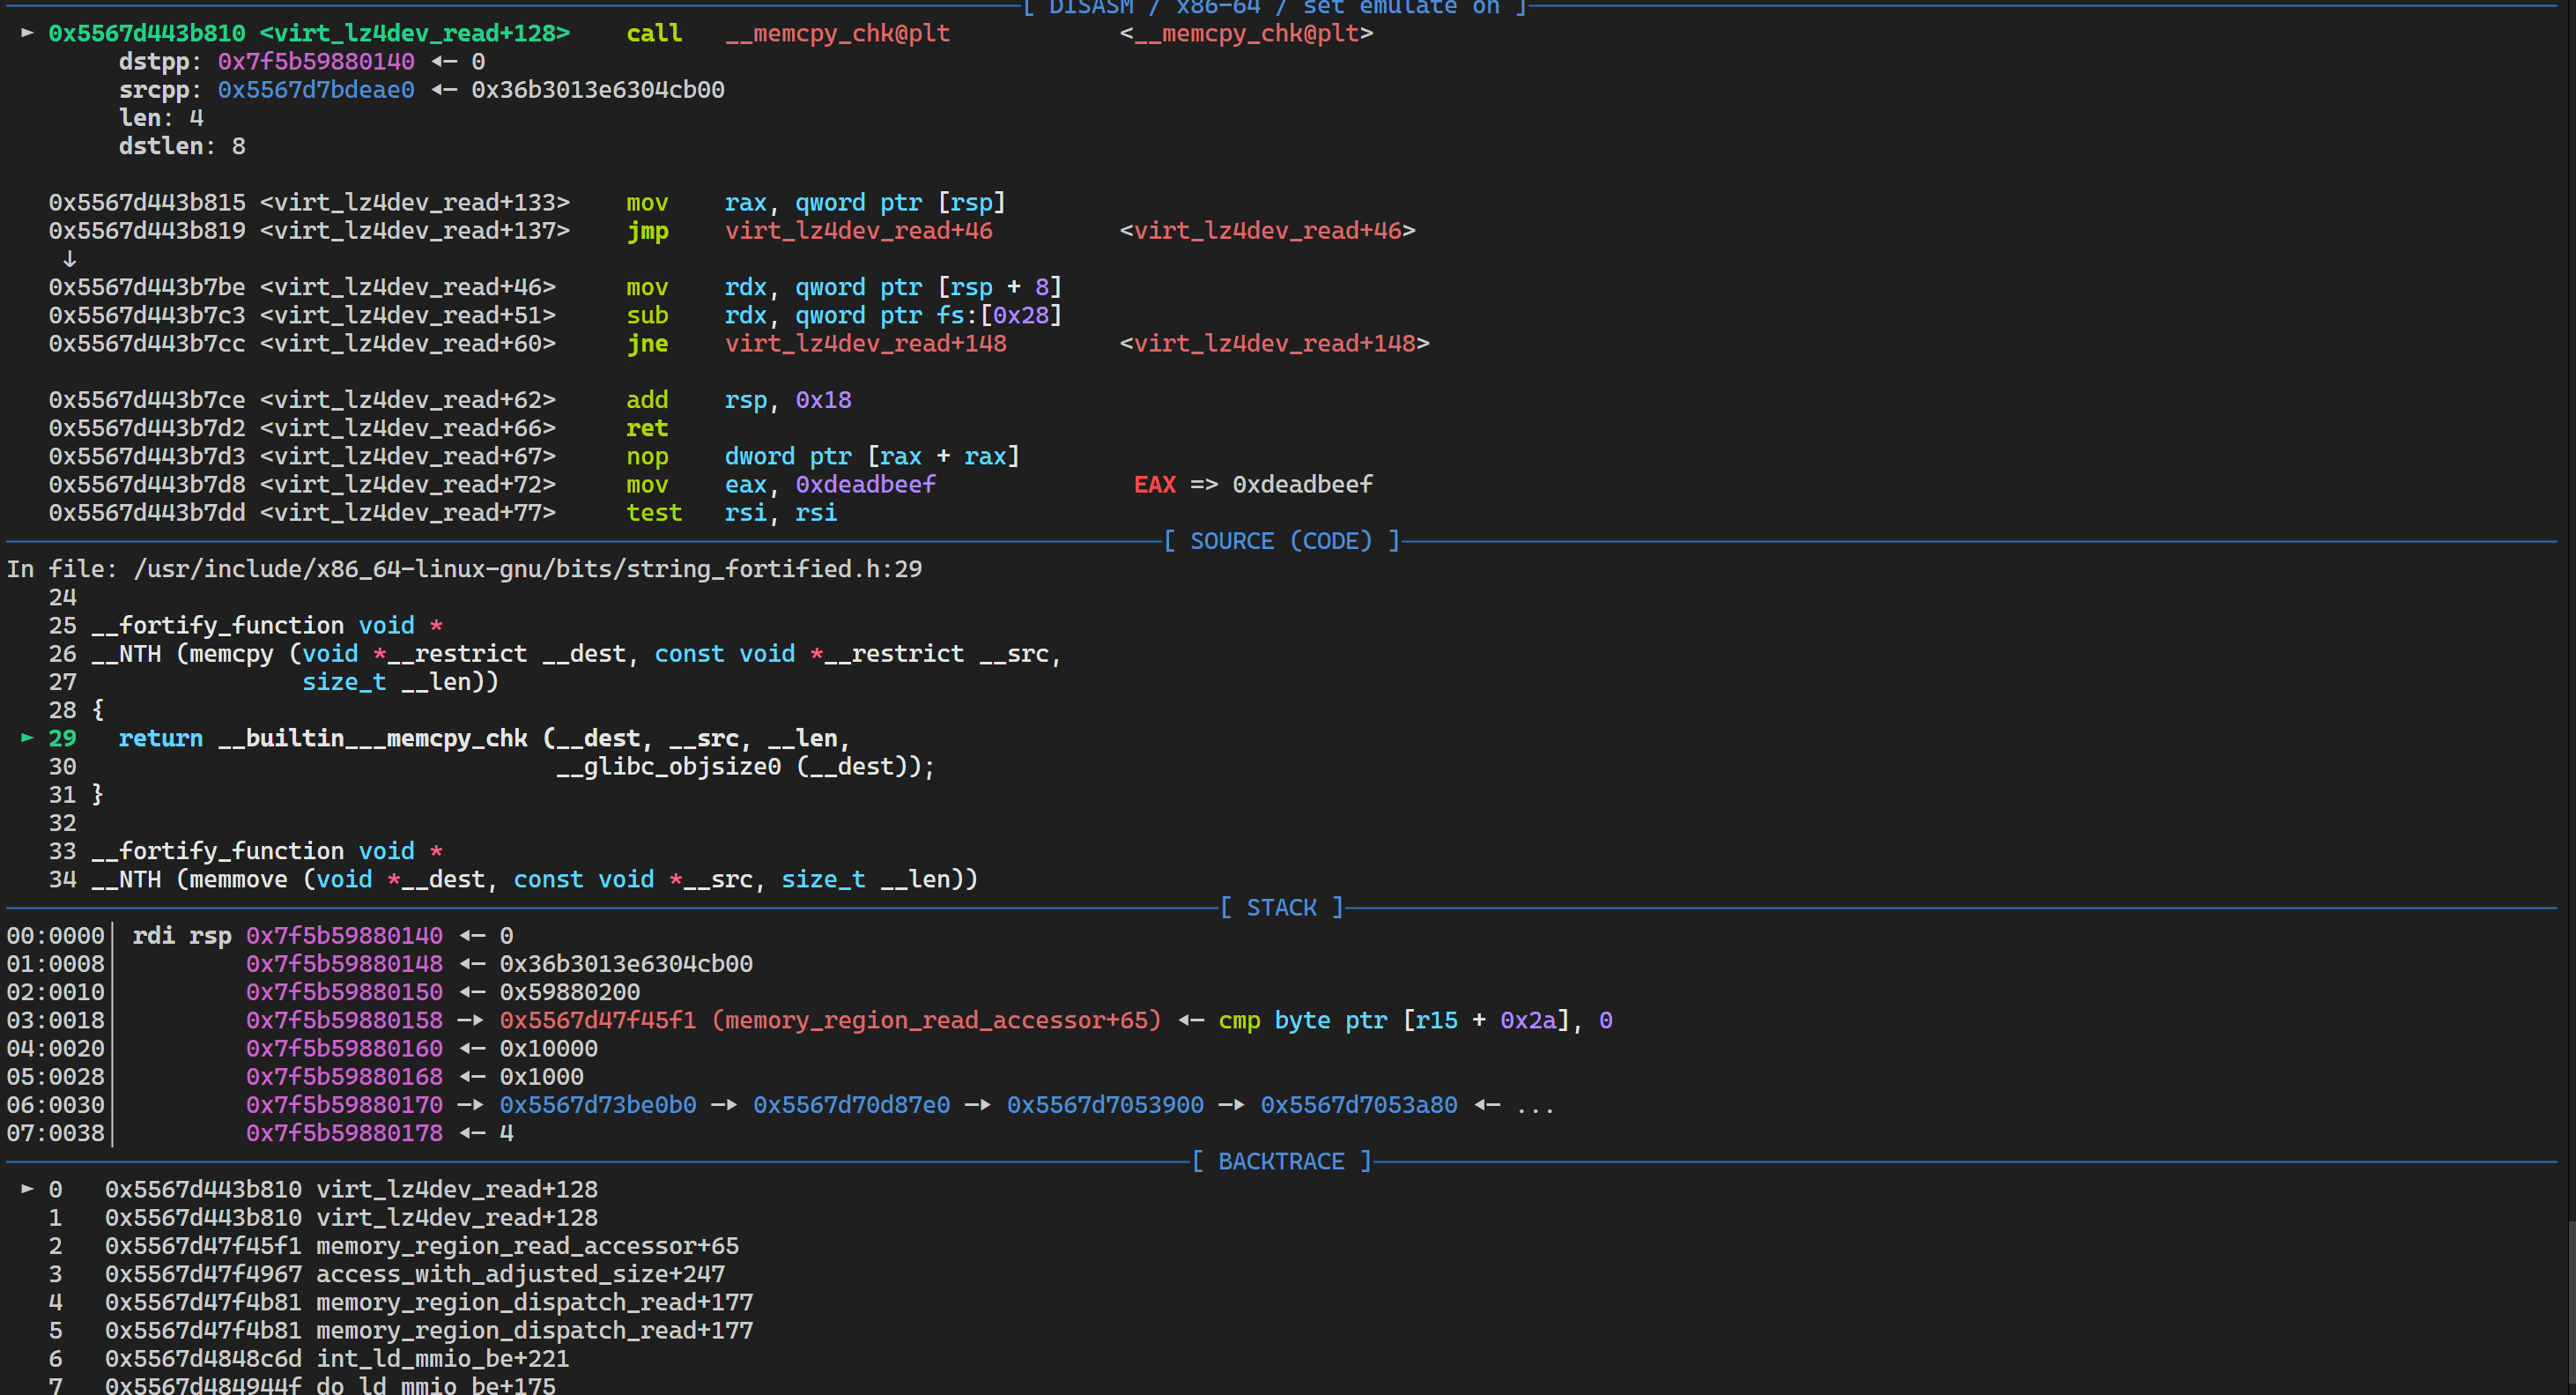 [ DISASM / x86-64 / set emulate on ]
► 0x5567d443b810 <virt_lz4dev_read+128>    call   __memcpy_chk@plt            <__memcpy_chk@plt>
dstpp: 0x7f5b59880140 ◂— 0
srcpp: 0x5567d7bdeae0 ◂— 0x36b3013e6304cb00
len: 4
dstlen: 8
0x5567d443b815 <virt_lz4dev_read+133>    mov    rax, qword ptr [rsp]
0x5567d443b819 <virt_lz4dev_read+137>    jmp    virt_lz4dev_read+46         <virt_lz4dev_read+46>
↓
0x5567d443b7be <virt_lz4dev_read+46>     mov    rdx, qword ptr [rsp + 8]
0x5567d443b7c3 <virt_lz4dev_read+51>     sub    rdx, qword ptr fs:[0x28]
0x5567d443b7cc <virt_lz4dev_read+60>     jne    virt_lz4dev_read+148        <virt_lz4dev_read+148>
0x5567d443b7ce <virt_lz4dev_read+62>     add    rsp, 0x18
0x5567d443b7d2 <virt_lz4dev_read+66>     ret
0x5567d443b7d3 <virt_lz4dev_read+67>     nop    dword ptr [rax + rax]
0x5567d443b7d8 <virt_lz4dev_read+72>     mov    eax, 0xdeadbeef              EAX => 0xdeadbeef
0x5567d443b7dd <virt_lz4dev_read+77>     test   rsi, rsi
[ SOURCE (CODE) ]
In file: /usr/include/x86_64-linux-gnu/bits/string_fortified.h:29
24
25 __fortify_function void *
26 __NTH (memcpy (void *__restrict __dest, const void *__restrict __src,
27                size_t __len))
28 {
► 29   return __builtin___memcpy_chk (__dest, __src, __len,
30                                  __glibc_objsize0 (__dest));
31 }
32
33 __fortify_function void *
34 __NTH (memmove (void *__dest, const void *__src, size_t __len))
[ STACK ]
00:0000│ rdi rsp 0x7f5b59880140 ◂— 0
01:0008│         0x7f5b59880148 ◂— 0x36b3013e6304cb00
02:0010│         0x7f5b59880150 ◂— 0x59880200
03:0018│         0x7f5b59880158 —▸ 0x5567d47f45f1 (memory_region_read_accessor+65) ◂— cmp byte ptr [r15 + 0x2a], 0
04:0020│         0x7f5b59880160 ◂— 0x10000
05:0028│         0x7f5b59880168 ◂— 0x1000
06:0030│         0x7f5b59880170 —▸ 0x5567d73be0b0 —▸ 0x5567d70d87e0 —▸ 0x5567d7053900 —▸ 0x5567d7053a80 ◂— ...
07:0038│         0x7f5b59880178 ◂— 4
[ BACKTRACE ]
► 0   0x5567d443b810 virt_lz4dev_read+128
1   0x5567d443b810 virt_lz4dev_read+128
2   0x5567d47f45f1 memory_region_read_accessor+65
3   0x5567d47f4967 access_with_adjusted_size+247
4   0x5567d47f4b81 memory_region_dispatch_read+177
5   0x5567d47f4b81 memory_region_dispatch_read+177
6   0x5567d4848c6d int_ld_mmio_be+221
7   0x5567d484944f do_ld_mmio_be+175